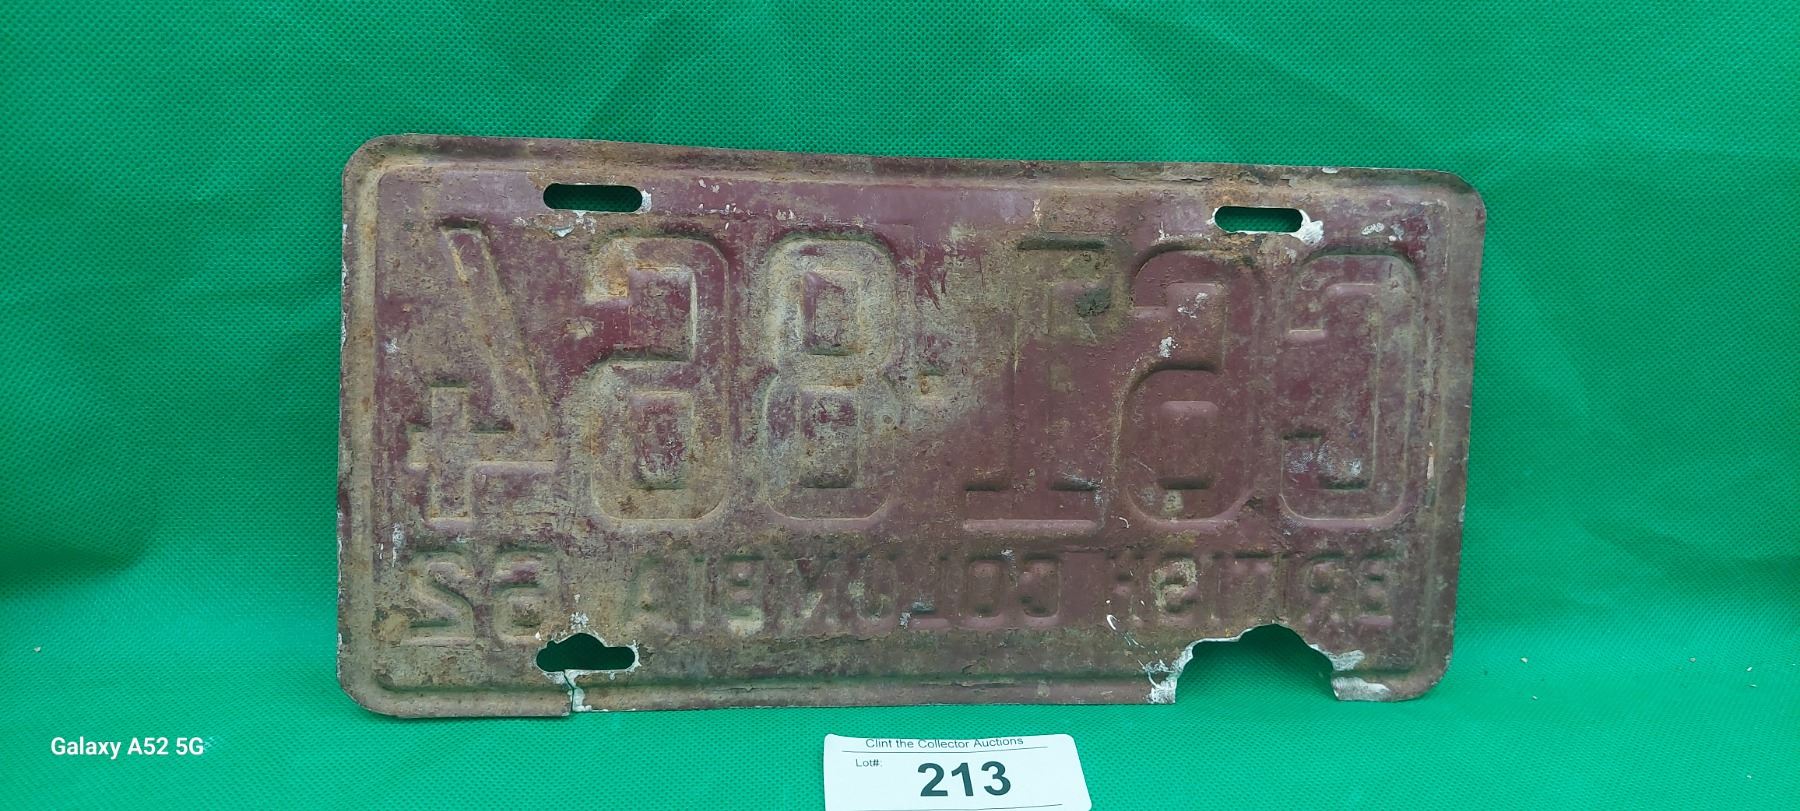 C61-864
BRITISH COLUMBIA 52
Galaxy A52 5G
Clint the Collector Auctions
Lot#: 213